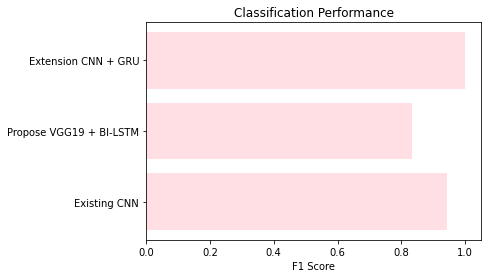 Classification Performance
Extension CNN + GRU
Propose VGG19 + BI-LSTM
Existing CNN
0.0 0.2 0.4 0.6 0.8 1.0
F1 Score